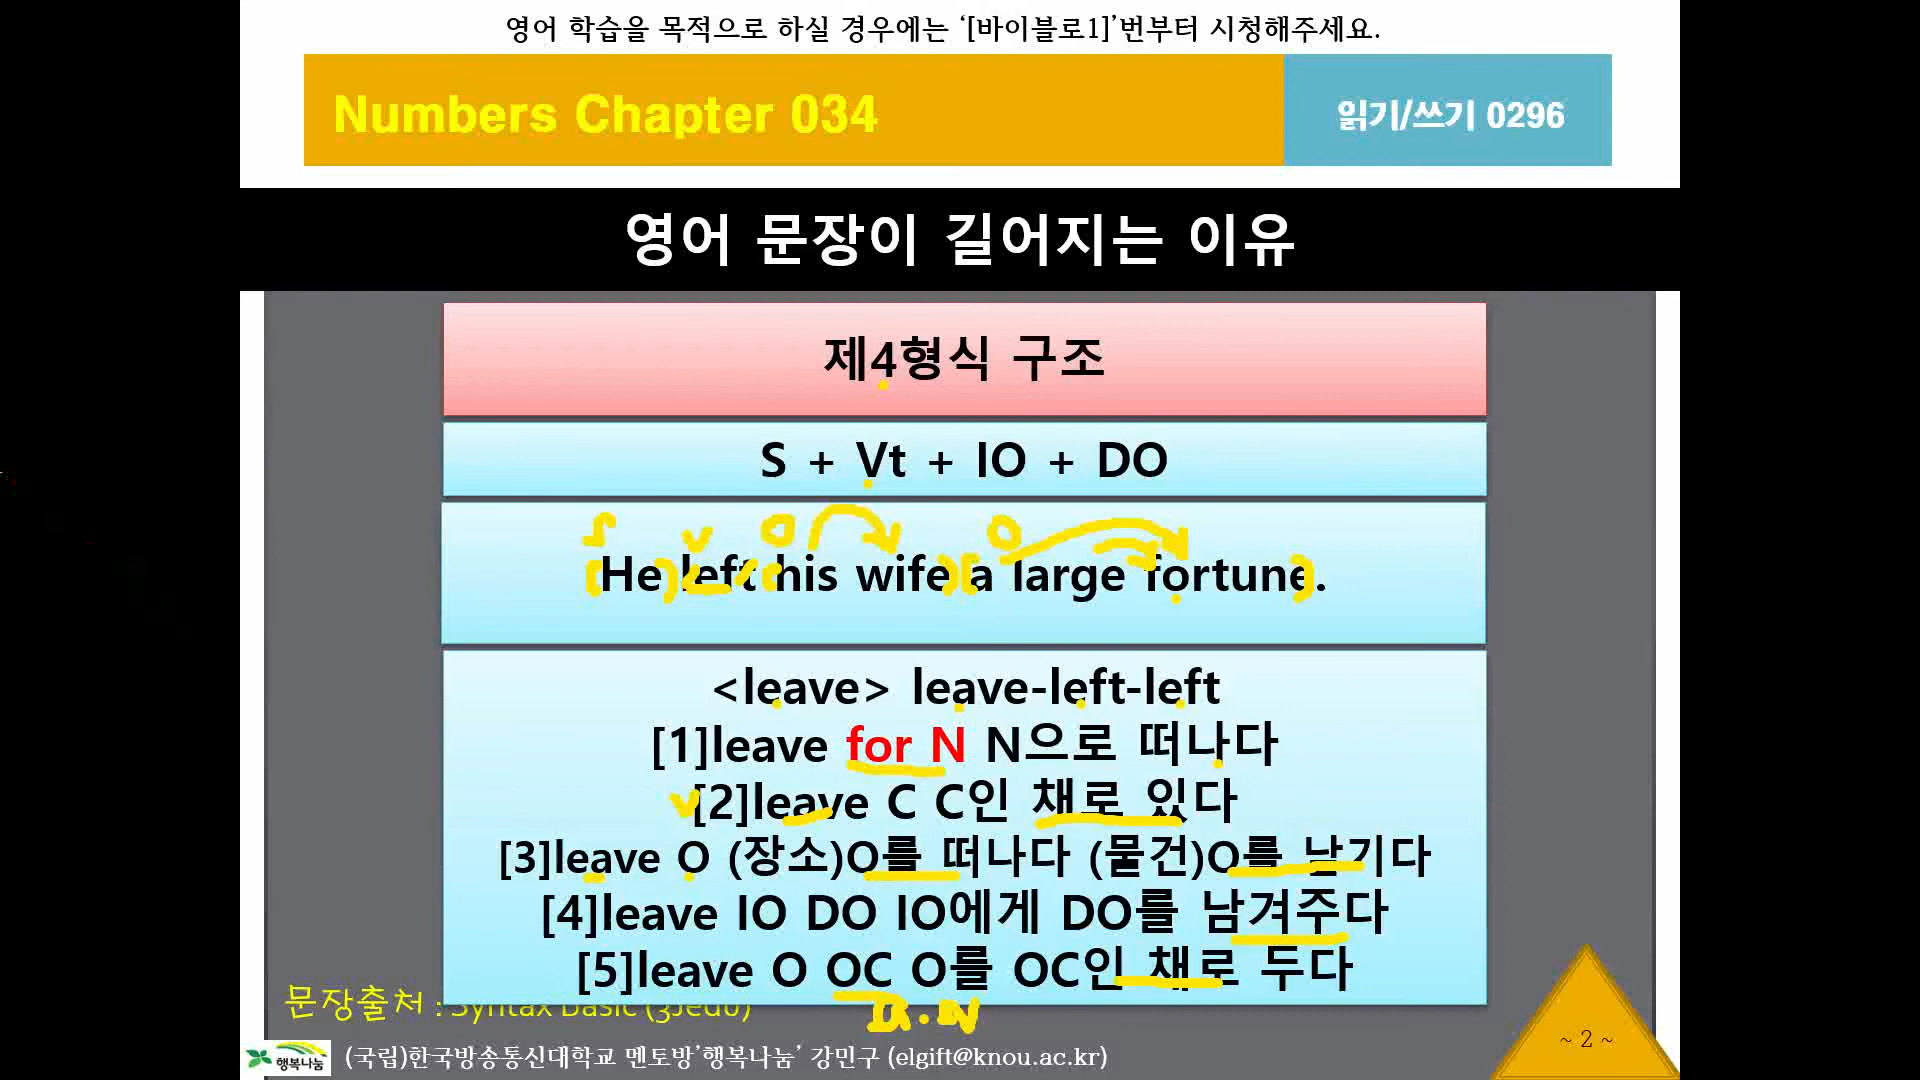 영어 학습을 목적으로 하실 경우에는 ‘[바이블로1]’번부터 시청해주세요.
Numbers Chapter 034
읽기/쓰기 0296
영어 문장이 길어지는 이유
제4형식 구조
S + Vt + IO + DO
He left his wife a large fortune.
<leave> leave-left-left
[1]leave for N N으로 떠나다
[2]leave C C인 채로 있다
[3]leave O (장소)O를 떠나다 (물건)O를 남기다
[4]leave IO DO IO에게 DO를 남겨주다
[5]leave O OC O를 OC인 채로 두다
문장출처 : Syntax Basic (3Jedu)
~ 2 ~
행복나눔
(국립)한국방송통신대학교 멘토방’행복나눔’ 강민구 (elgift@knou.ac.kr)